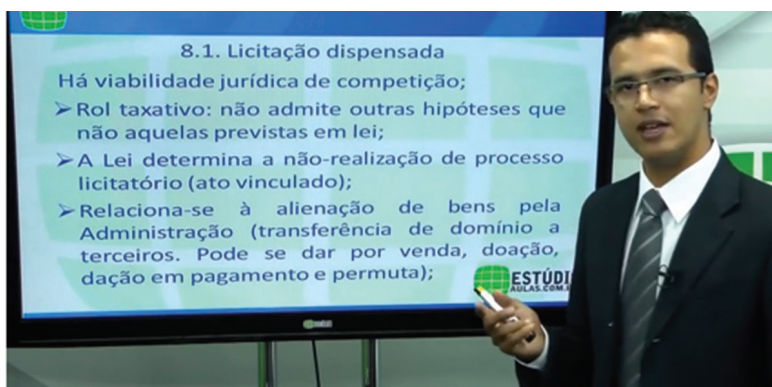 8.1. Licitação dispensada
Há viabilidade jurídica de competição;
➤Rol taxativo: não admite outras hipóteses que
não aquelas previstas em lei;
➤A Lei determina a não-realização de processo
licitatório (ato vinculado);
➤Relaciona-se à alienação de bens pela
Administração (transferência de domínio a
terceiros. Pode se dar por venda, doação,
dação em pagamento e permuta);
ESTÚDI
AULAS.COM.